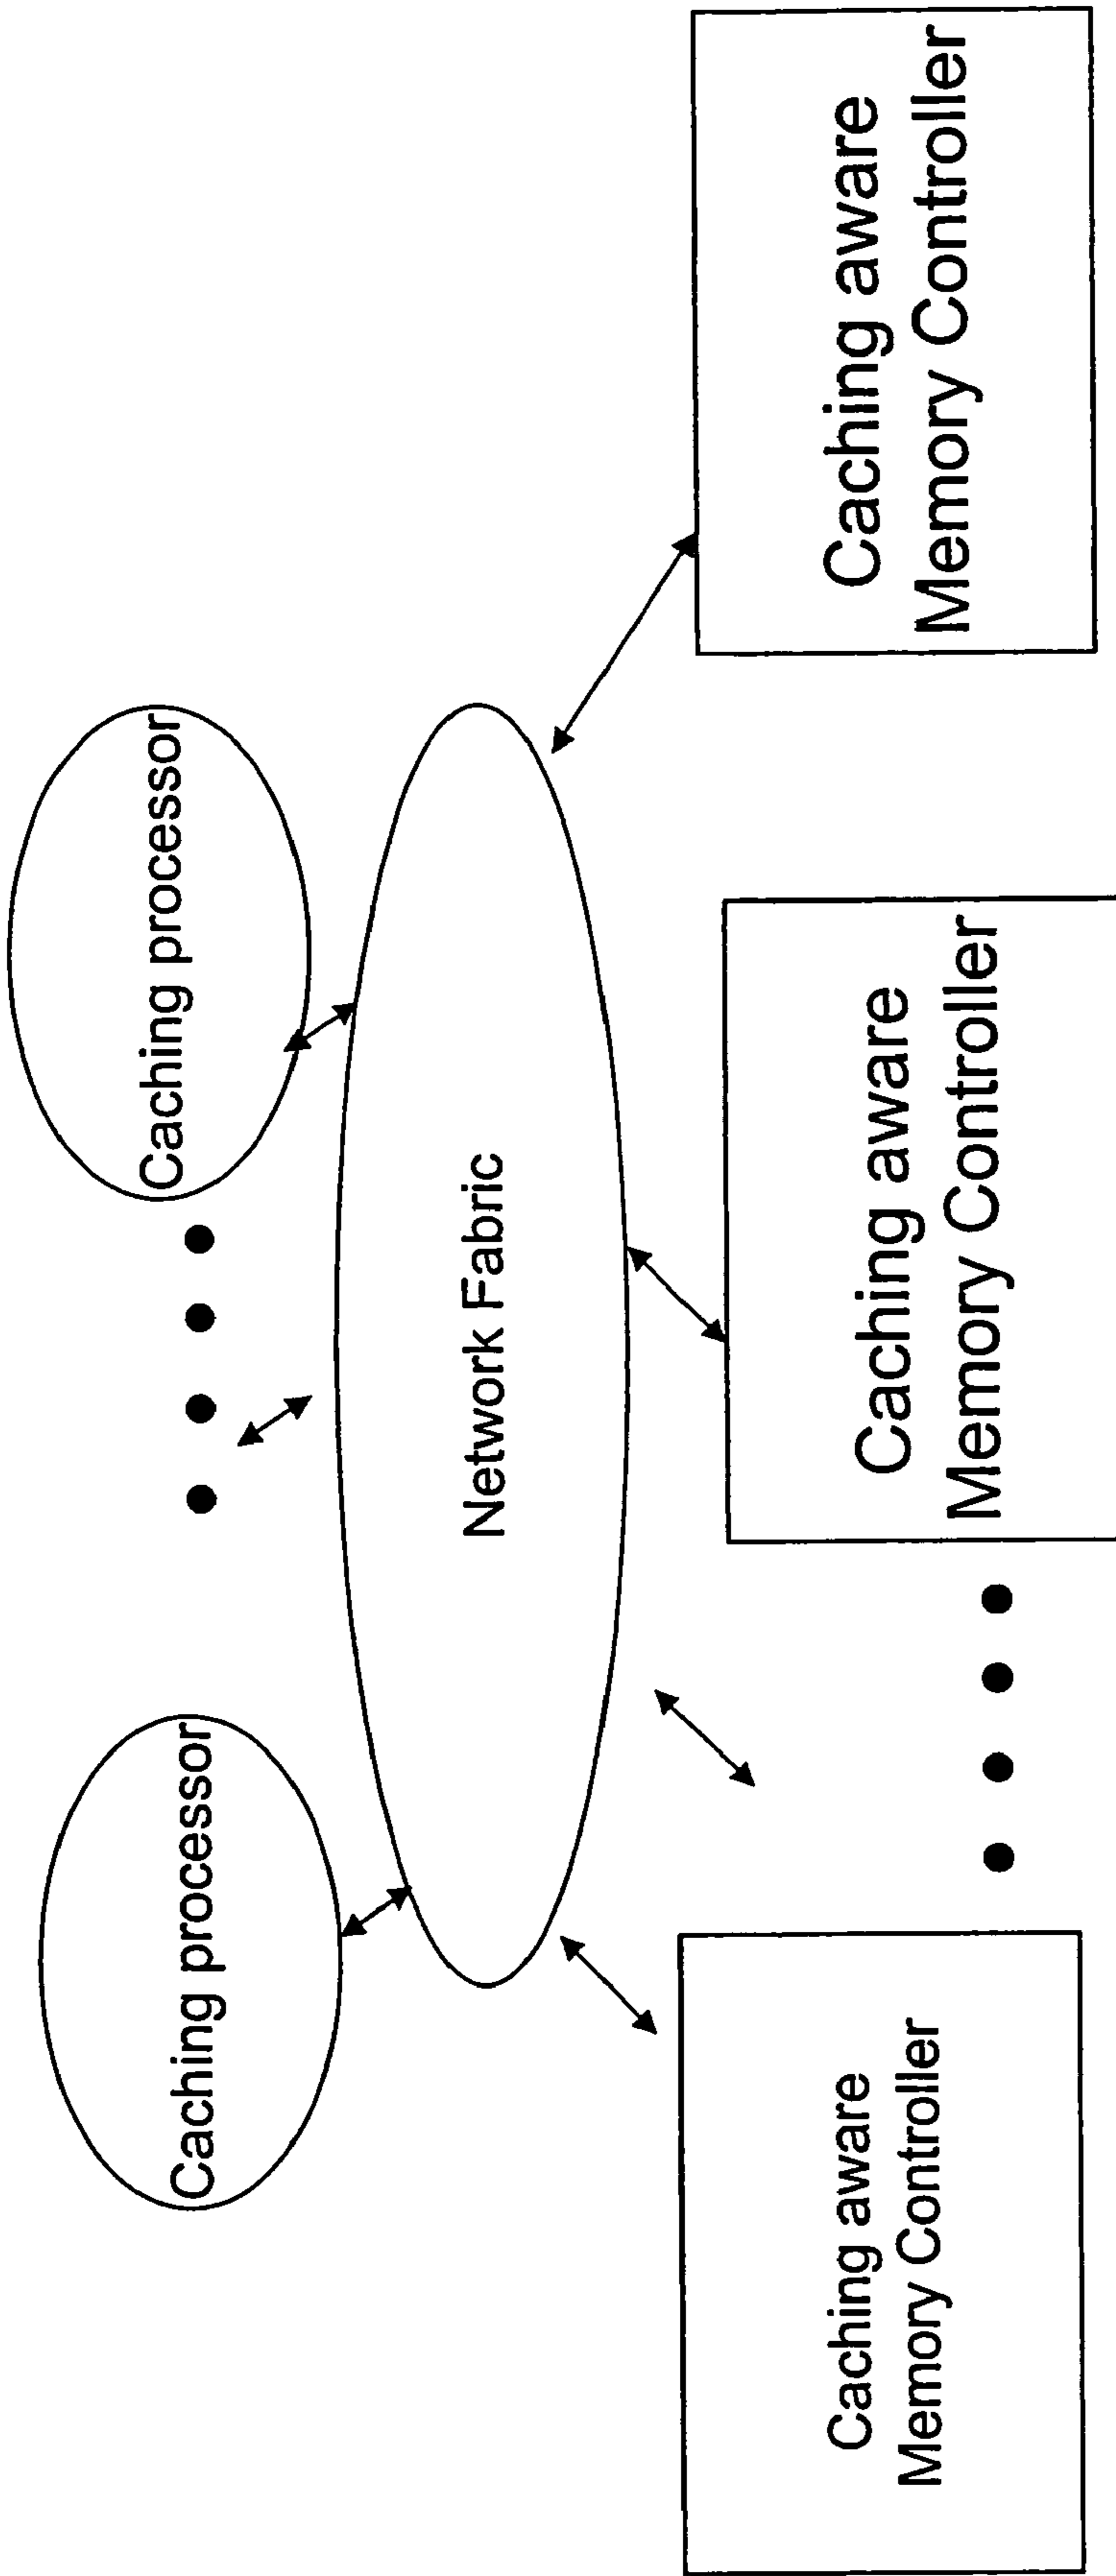 Caching processor
Caching processor
Network Fabric
Caching aware
Memory Controller
Caching aware
Memory Controller
Caching aware
Memory Controller